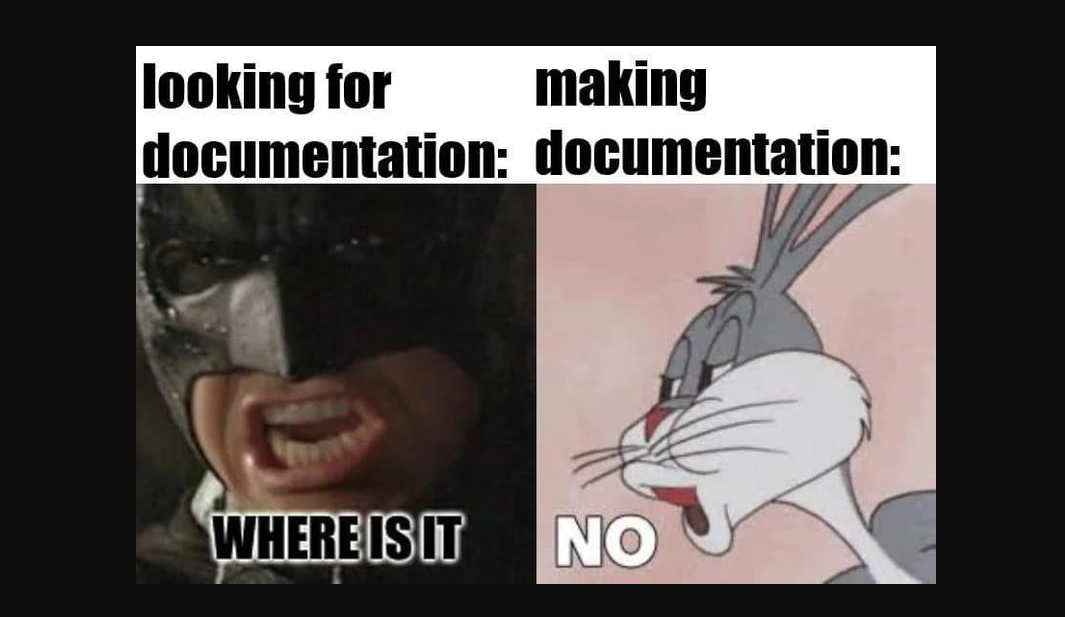 looking for
documentation:
making
documentation:
WHERE IS IT
NO